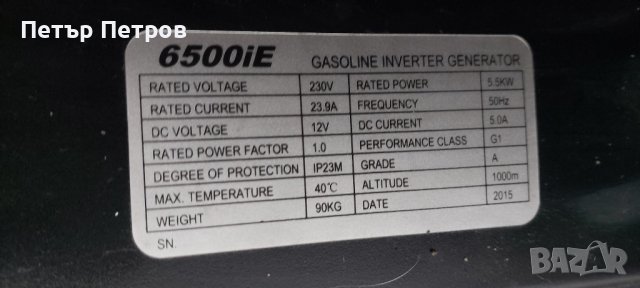 Петър Петров
6500iE GASOLINE INVERTER GENERATOR
RATED VOLTAGE 230V RATED POWER 5.5KW
RATED CURRENT 23.9A FREQUENCY 50Hz
DC VOLTAGE 12V DC CURRENT 5.0A
RATED POWER FACTOR 1.0 PERFORMANCE CLASS G1
DEGREE OF PROTECTION IP23M GRADE A
MAX. TEMPERATURE 40℃ ALTITUDE 1000m
WEIGHT 90KG DATE 2015
SN.
BAZAR